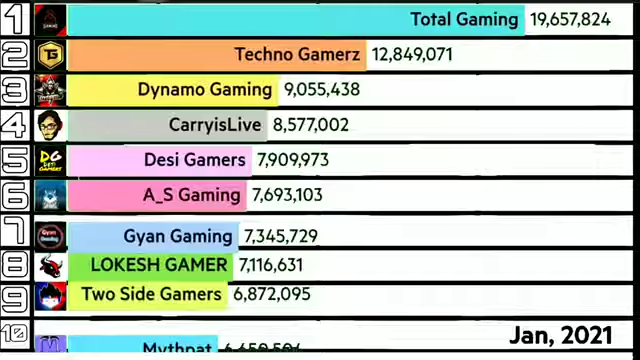 1 Total Gaming 19,657,824
2 Techno Gamerz 12,849,071
3 Dynamo Gaming 9,055,438
4 CarryisLive 8,577,002
5 Desi Gamers 7,909,973
6 A_S Gaming 7,693,103
7 Gyan Gaming 7,345,729
8 LOKESH GAMER 7,116,631
9 Two Side Gamers 6,872,095
10 Jan, 2021
Mythpat